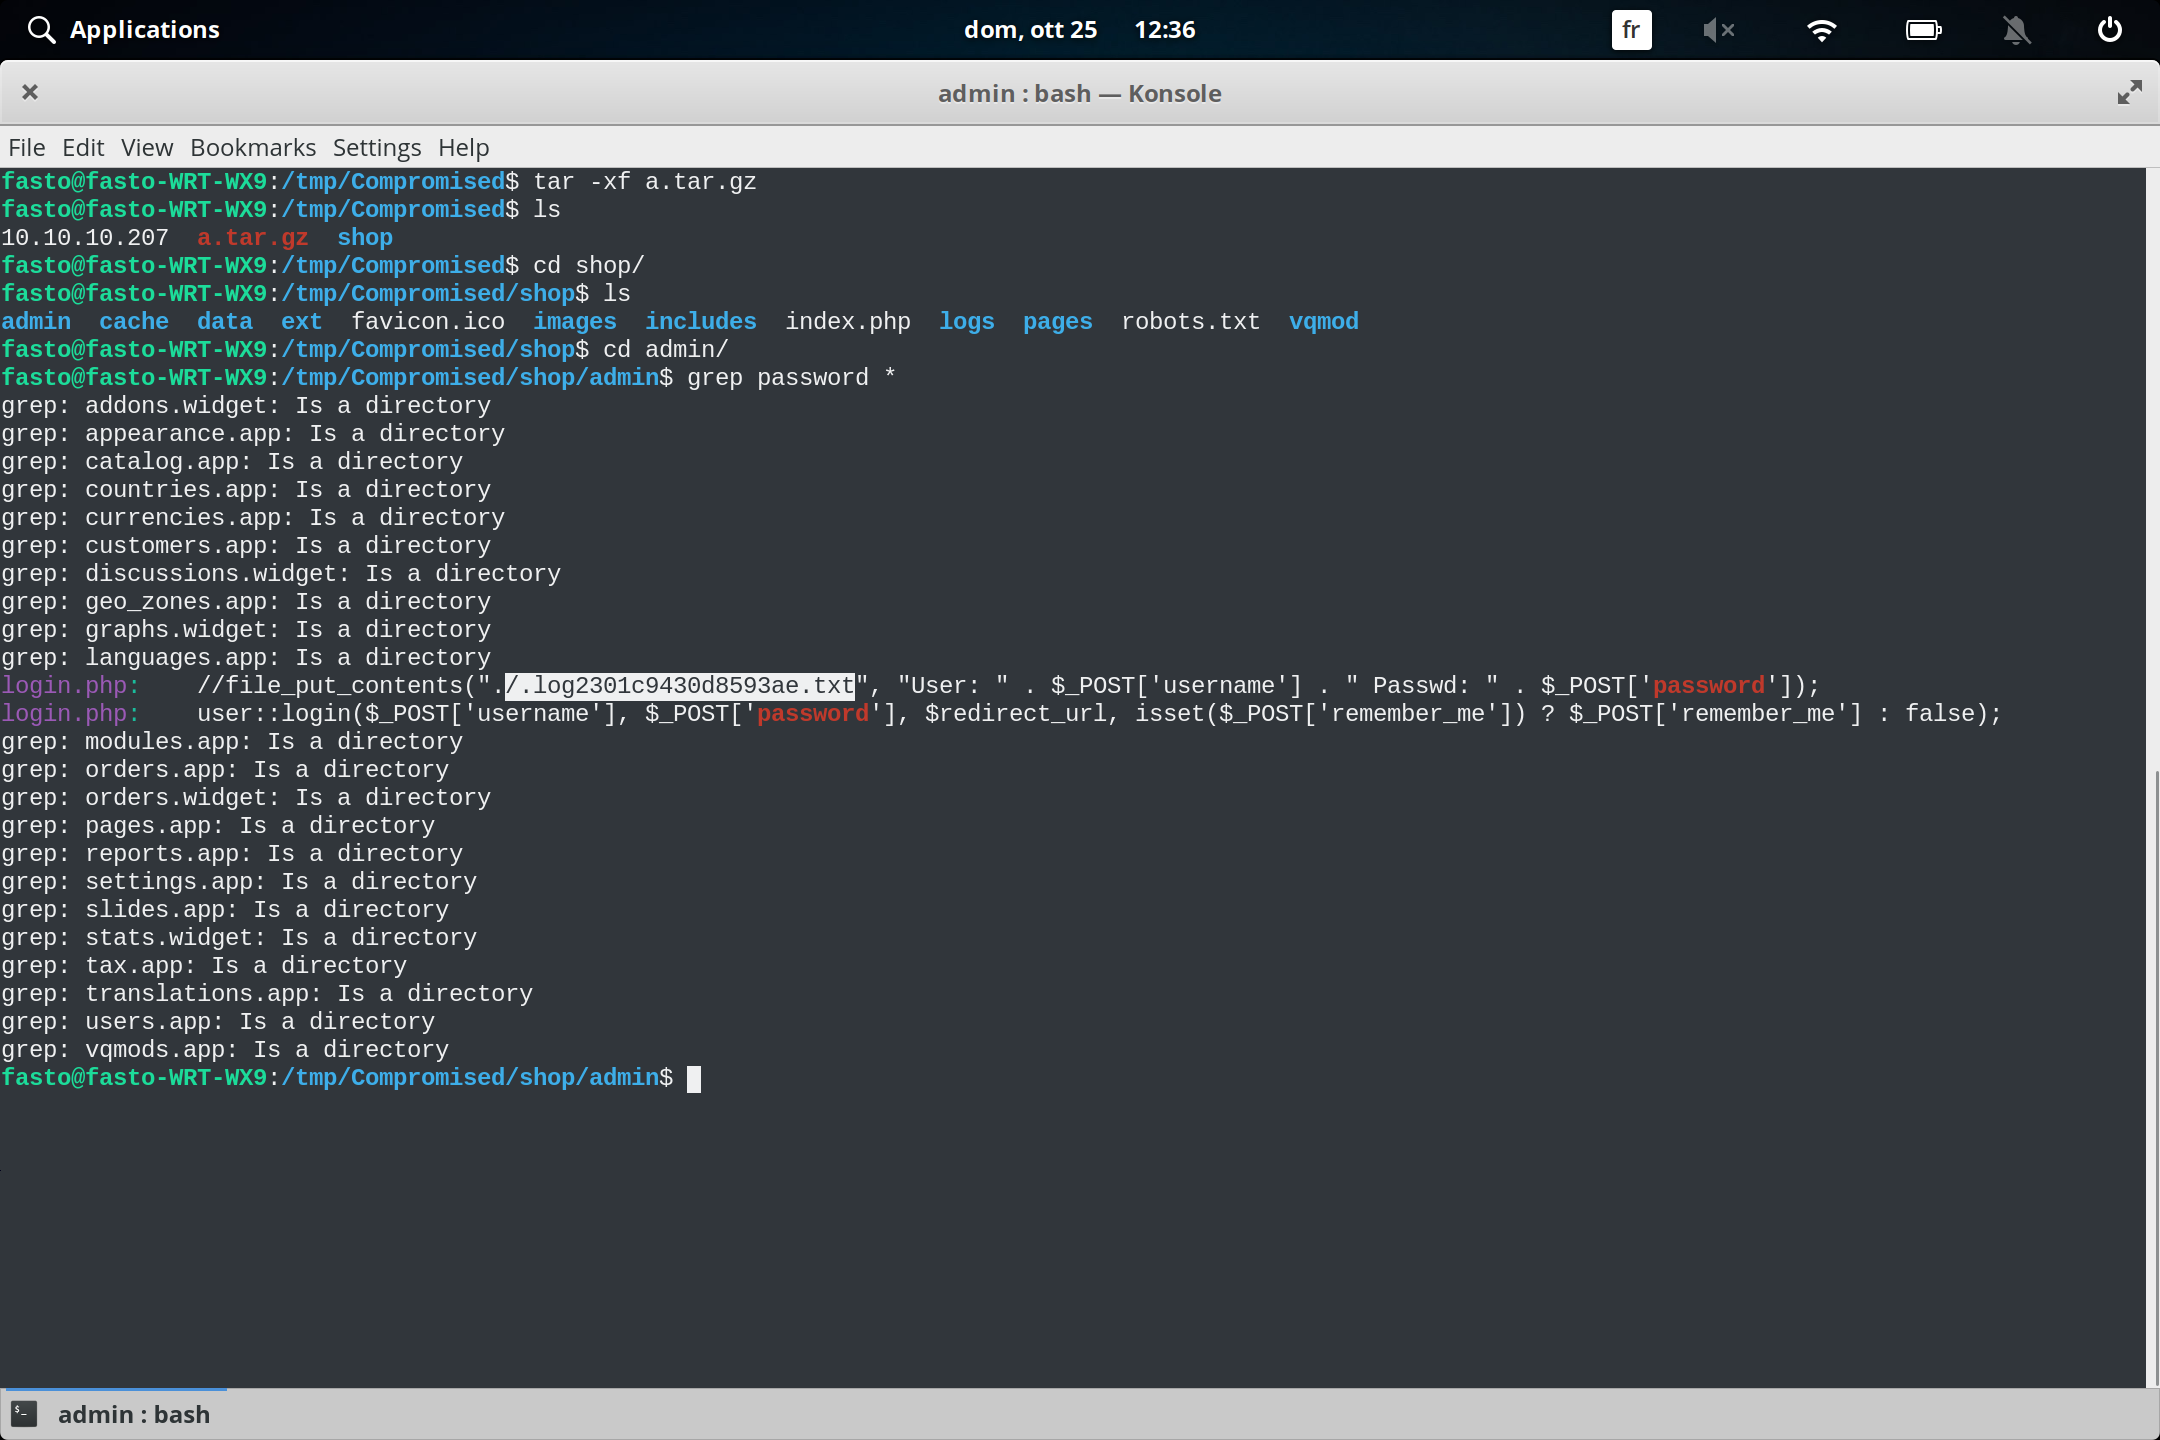 Applications dom, ott 25 12:36 fr
admin : bash — Konsole
File Edit View Bookmarks Settings Help
fasto@fasto-WRT-WX9:/tmp/Compromised$ tar -xf a.tar.gz
fasto@fasto-WRT-WX9:/tmp/Compromised$ ls
10.10.10.207  a.tar.gz  shop
fasto@fasto-WRT-WX9:/tmp/Compromised$ cd shop/
fasto@fasto-WRT-WX9:/tmp/Compromised/shop$ ls
admin  cache  data  ext  favicon.ico  images  includes  index.php  logs  pages  robots.txt  vqmod
fasto@fasto-WRT-WX9:/tmp/Compromised/shop$ cd admin/
fasto@fasto-WRT-WX9:/tmp/Compromised/shop/admin$ grep password *
grep: addons.widget: Is a directory
grep: appearance.app: Is a directory
grep: catalog.app: Is a directory
grep: countries.app: Is a directory
grep: currencies.app: Is a directory
grep: customers.app: Is a directory
grep: discussions.widget: Is a directory
grep: geo_zones.app: Is a directory
grep: graphs.widget: Is a directory
grep: languages.app: Is a directory
login.php:    //file_put_contents("./.log2301c9430d8593ae.txt", "User: " . $_POST['username'] . " Passwd: " . $_POST['password']);
login.php:    user::login($_POST['username'], $_POST['password'], $redirect_url, isset($_POST['remember_me']) ? $_POST['remember_me'] : false);
grep: modules.app: Is a directory
grep: orders.app: Is a directory
grep: orders.widget: Is a directory
grep: pages.app: Is a directory
grep: reports.app: Is a directory
grep: settings.app: Is a directory
grep: slides.app: Is a directory
grep: stats.widget: Is a directory
grep: tax.app: Is a directory
grep: translations.app: Is a directory
grep: users.app: Is a directory
grep: vqmods.app: Is a directory
fasto@fasto-WRT-WX9:/tmp/Compromised/shop/admin$
admin : bash